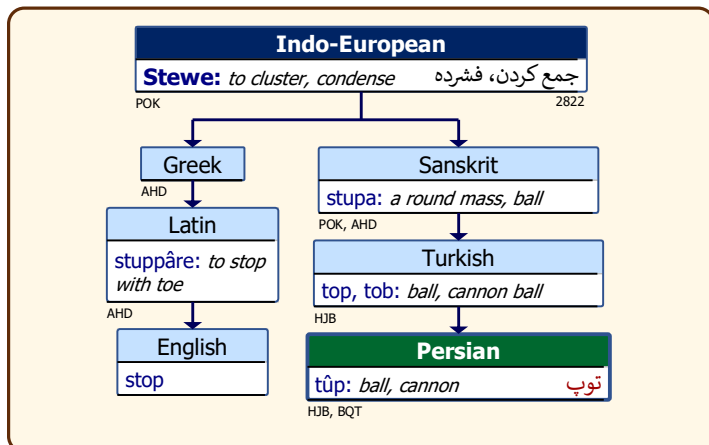 Indo-European
Stewe: to cluster, condense جمع کردن، فشرده
POK 2822
Greek
AHD
Latin
stuppâre: to stop
with toe
AHD
English
stop
Sanskrit
stupa: a round mass, ball
POK, AHD
Turkish
top, tob: ball, cannon ball
HJB
Persian
tûp: ball, cannon توپ
HJB, BQT